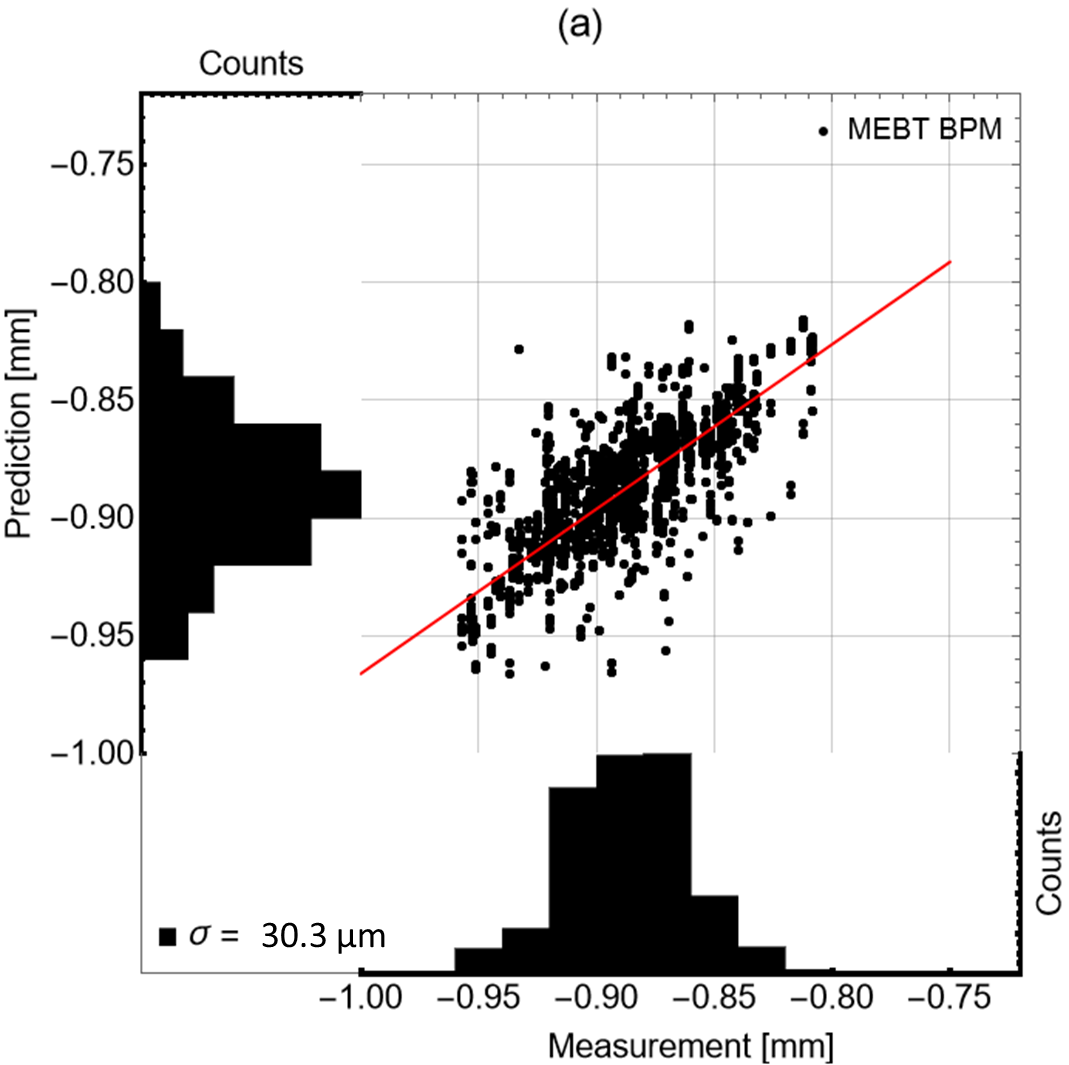 (a)
Counts
MEBT BPM
−0.75
−0.80
−0.85
−0.90
−0.95
−1.00
Prediction [mm]
Counts
σ = 30.3 μm
−1.00 −0.95 −0.90 −0.85 −0.80 −0.75
Measurement [mm]